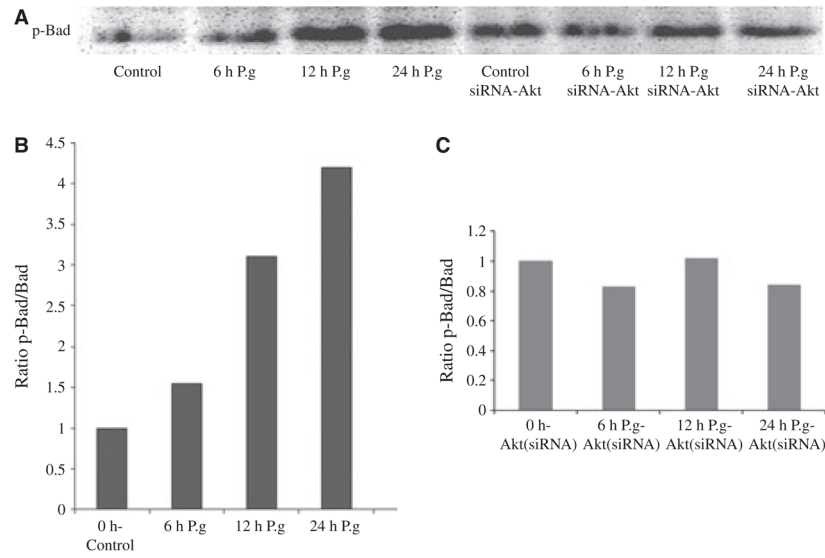 A
p-Bad
Control 6 h P.g 12 h P.g 24 h P.g Control 6 h P.g 12 h P.g 24 h P.g
siRNA-Akt siRNA-Akt siRNA-Akt siRNA-Akt
B
Ratio p-Bad/Bad
4.5
4
3.5
3
2.5
2
1.5
1
0.5
0
0 h- 6 h P.g 12 h P.g 24 h P.g
Control
C
Ratio p-Bad/Bad
1.2
1
0.8
0.6
0.4
0.2
0
0 h- 6 h P.g- 12 h P.g- 24 h P.g-
Akt(siRNA) Akt(siRNA) Akt(siRNA) Akt(siRNA)